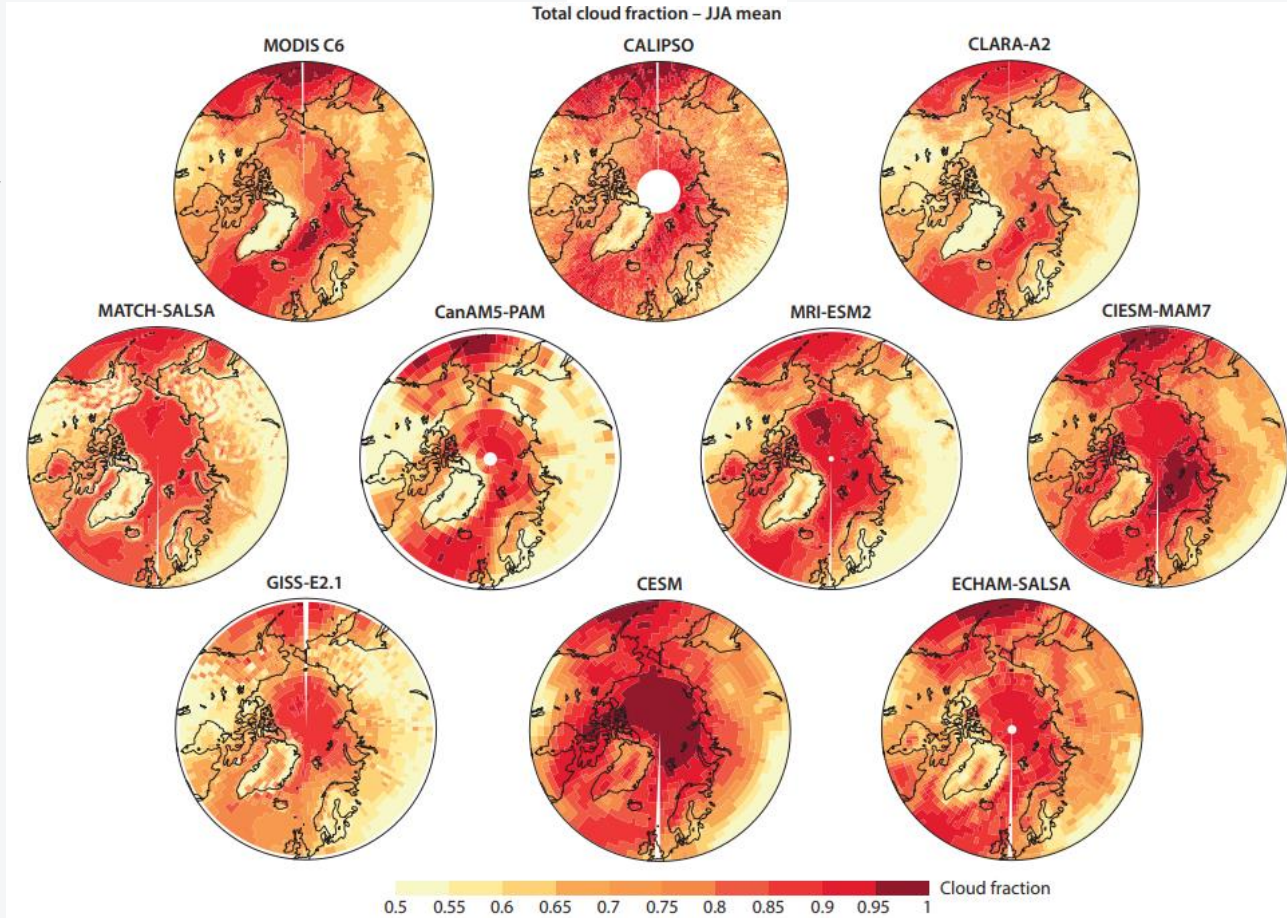 Total cloud fraction – JJA mean
MODIS C6
CALIPSO
CLARA-A2
MATCH-SALSA
CanAM5-PAM
MRI-ESM2
CIESM-MAM7
GISS-E2.1
CESM
ECHAM-SALSA
Cloud fraction
0.5 0.55 0.6 0.65 0.7 0.75 0.8 0.85 0.9 0.95 1